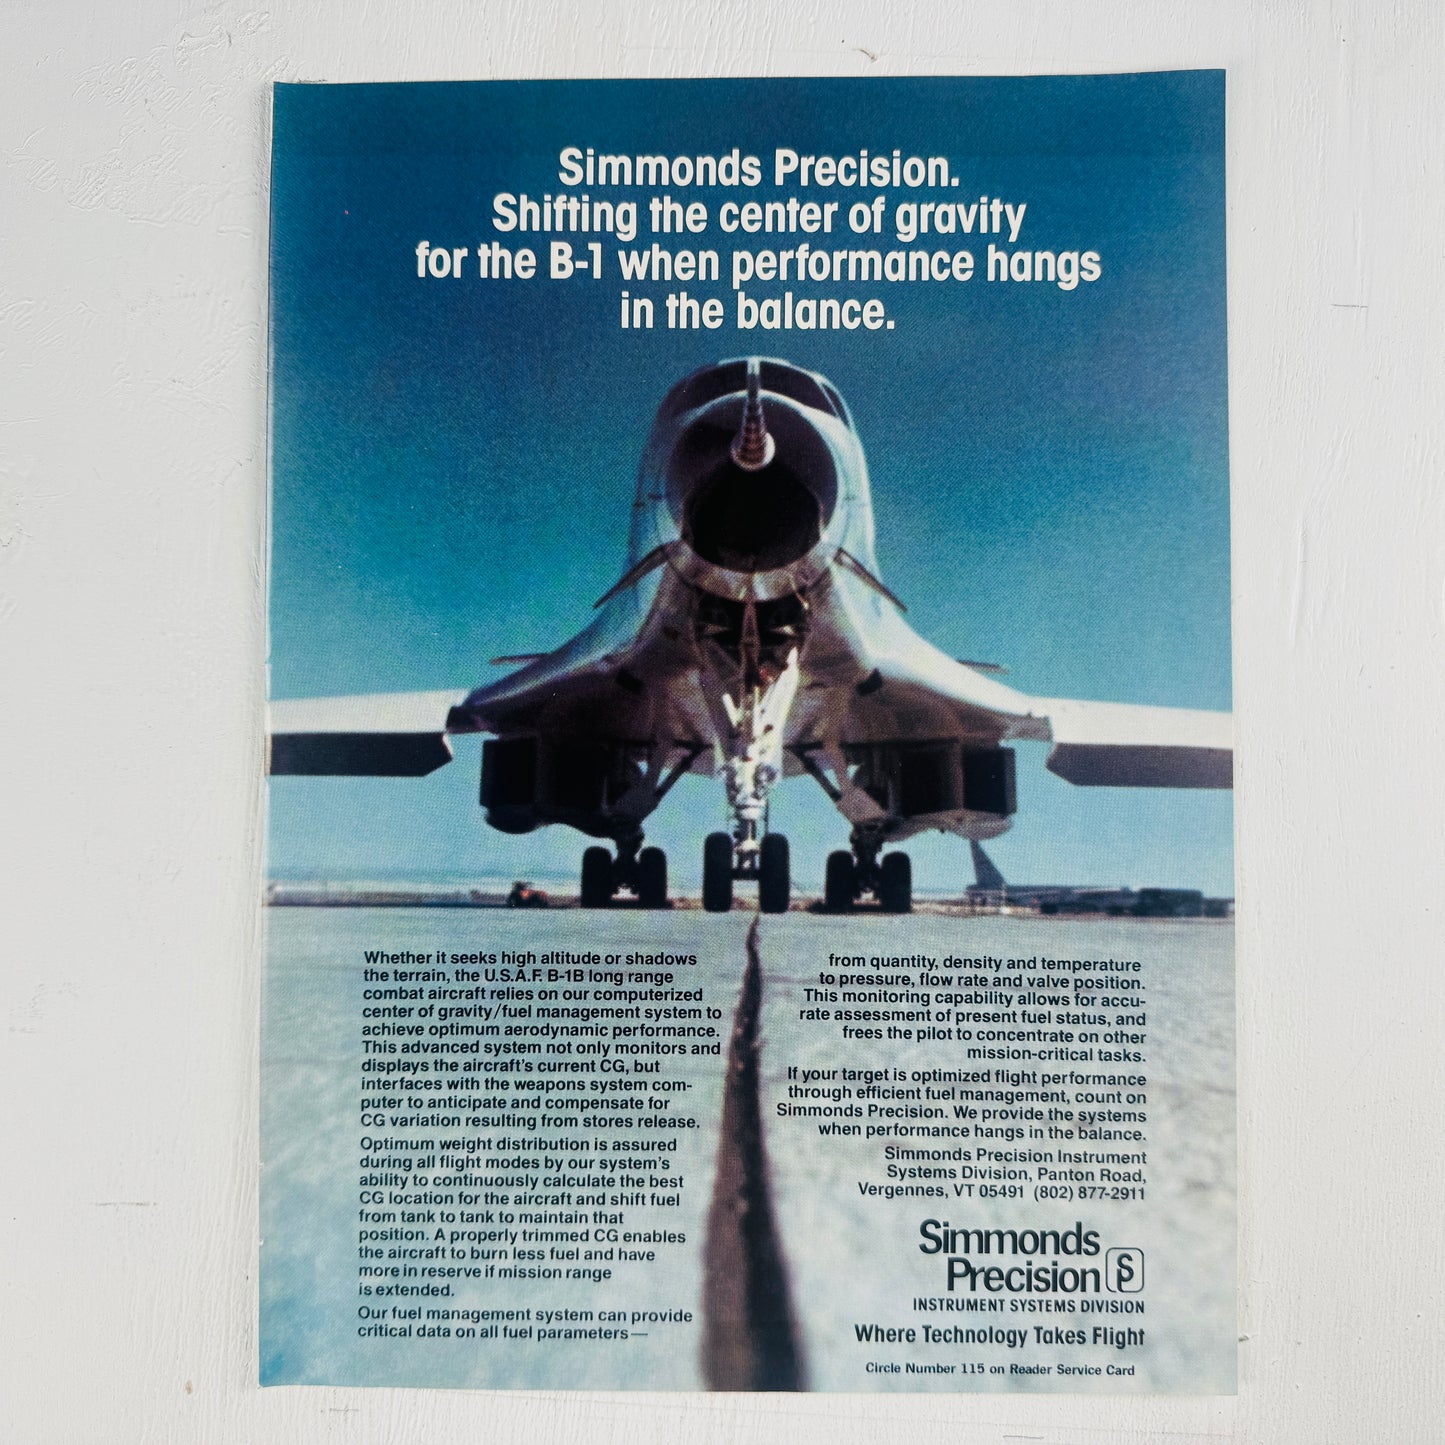 Simmonds Precision.
Shifting the center of gravity
for the B-1 when performance hangs
in the balance.
Whether it seeks high altitude or shadows
the terrain, the U.S.A.F. B-1B long range
combat aircraft relies on our computerized
center of gravity/fuel management system to
achieve optimum aerodynamic performance.
This advanced system not only monitors and
displays the aircraft's current CG, but
interfaces with the weapons system com-
puter to anticipate and compensate for
CG variation resulting from stores release.
Optimum weight distribution is assured
during all flight modes by our system's
ability to continuously calculate the best
CG location for the aircraft and shift fuel
from tank to tank to maintain that
position. A properly trimmed CG enables
the aircraft to burn less fuel and have
more in reserve if mission range
is extended.
Our fuel management system can provide
critical data on all fuel parameters—
from quantity, density and temperature
to pressure, flow rate and valve position.
This monitoring capability allows for accu-
rate assessment of present fuel status, and
frees the pilot to concentrate on other
mission-critical tasks.
If your target is optimized flight performance
through efficient fuel management, count on
Simmonds Precision. We provide the systems
when performance hangs in the balance.
Simmonds Precision Instrument
Systems Division, Panton Road,
Vergennes, VT 05491 (802) 877-2911
Simmonds
Precision SP
INSTRUMENT SYSTEMS DIVISION
Where Technology Takes Flight
Circle Number 115 on Reader Service Card